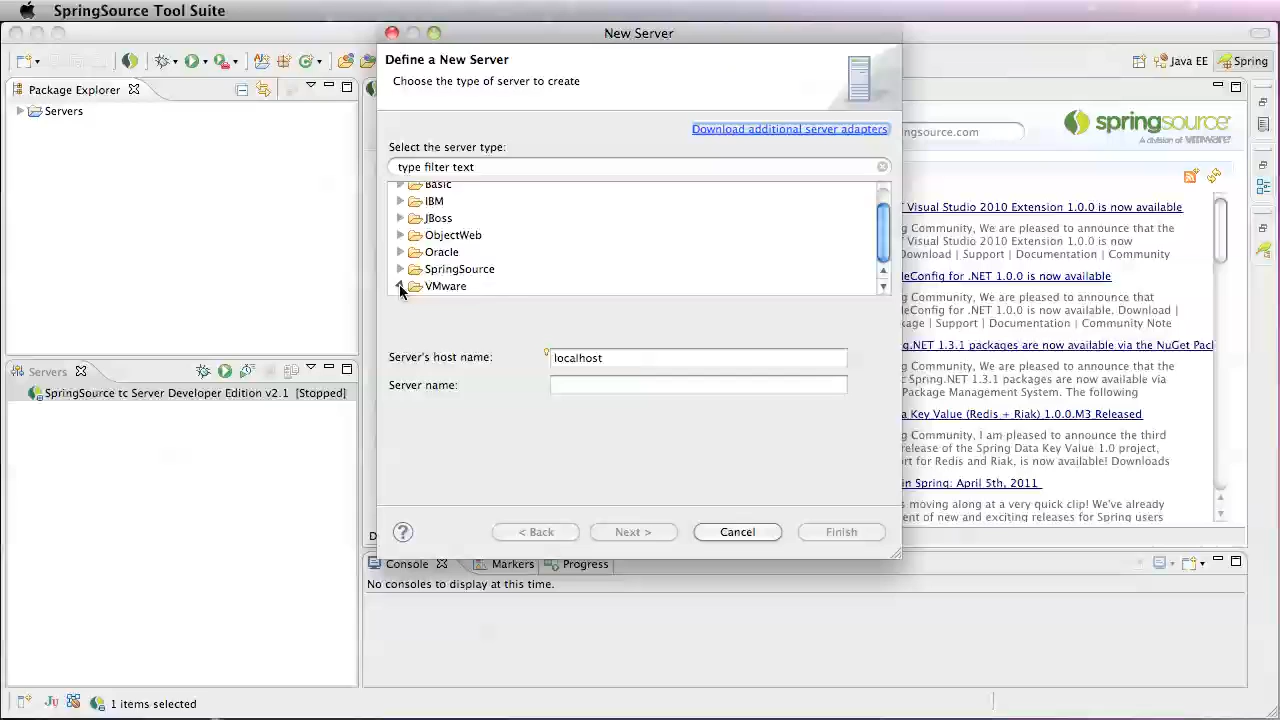 SpringSource Tool Suite
New Server
Java EE
Spring
Package Explorer
Servers
Define a New Server
Choose the type of server to create
Download additional server adapters
Select the server type:
type filter text
Basic
IBM
JBoss
ObjectWeb
Oracle
SpringSource
VMware
Server's host name:
localhost
Server name:
< Back
Next >
Cancel
Finish
ngsource.com
springsource
A division of VMWARE
Visual Studio 2010 Extension 1.0.0 is now available
g Community, We are pleased to announce that the
Visual Studio 2010 Extension 1.0.0 is now available.
Download | Support | Documentation | Community
eConfig for .NET 1.0.0 is now available
g Community, We are pleased to announce that
eConfig for .NET 1.0.0 is now available. Download |
kage | Support | Documentation | Community Note
g.NET 1.3.1 packages are now available via the NuGet Pack
g Community, We are pleased to announce that the
c Spring.NET 1.3.1 packages are now available via
Package Management System. The following
a Key Value (Redis + Riak) 1.0.0.M3 Released
g Community, I am pleased to announce the third
release of the Spring Data Key Value 1.0 project,
ort for Redis and Riak, is now available! Downloads
in Spring: April 5th, 2011
s moving along at a very quick clip! We've already
ent of new and exciting releases for Spring users
Servers
SpringSource tc Server Developer Edition v2.1 [Stopped]
D
Console
Markers
Progress
No consoles to display at this time.
Ju
1 items selected